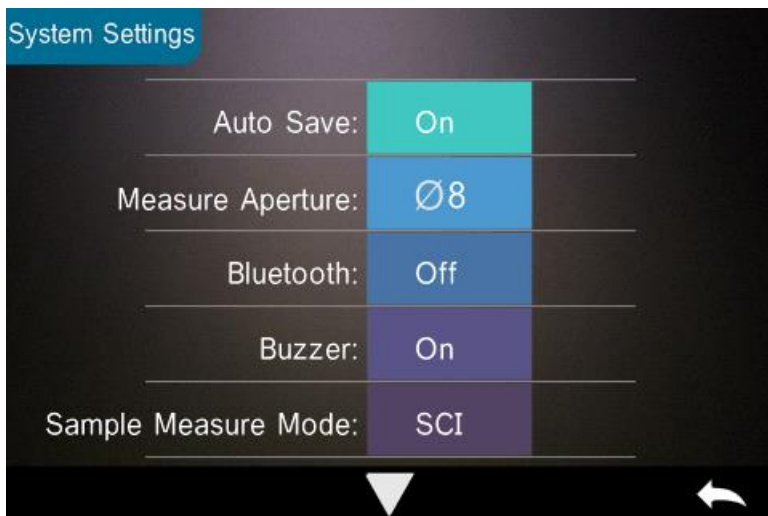 System Settings
Auto Save: On
Measure Aperture: Ø8
Bluetooth: Off
Buzzer: On
Sample Measure Mode: SCI